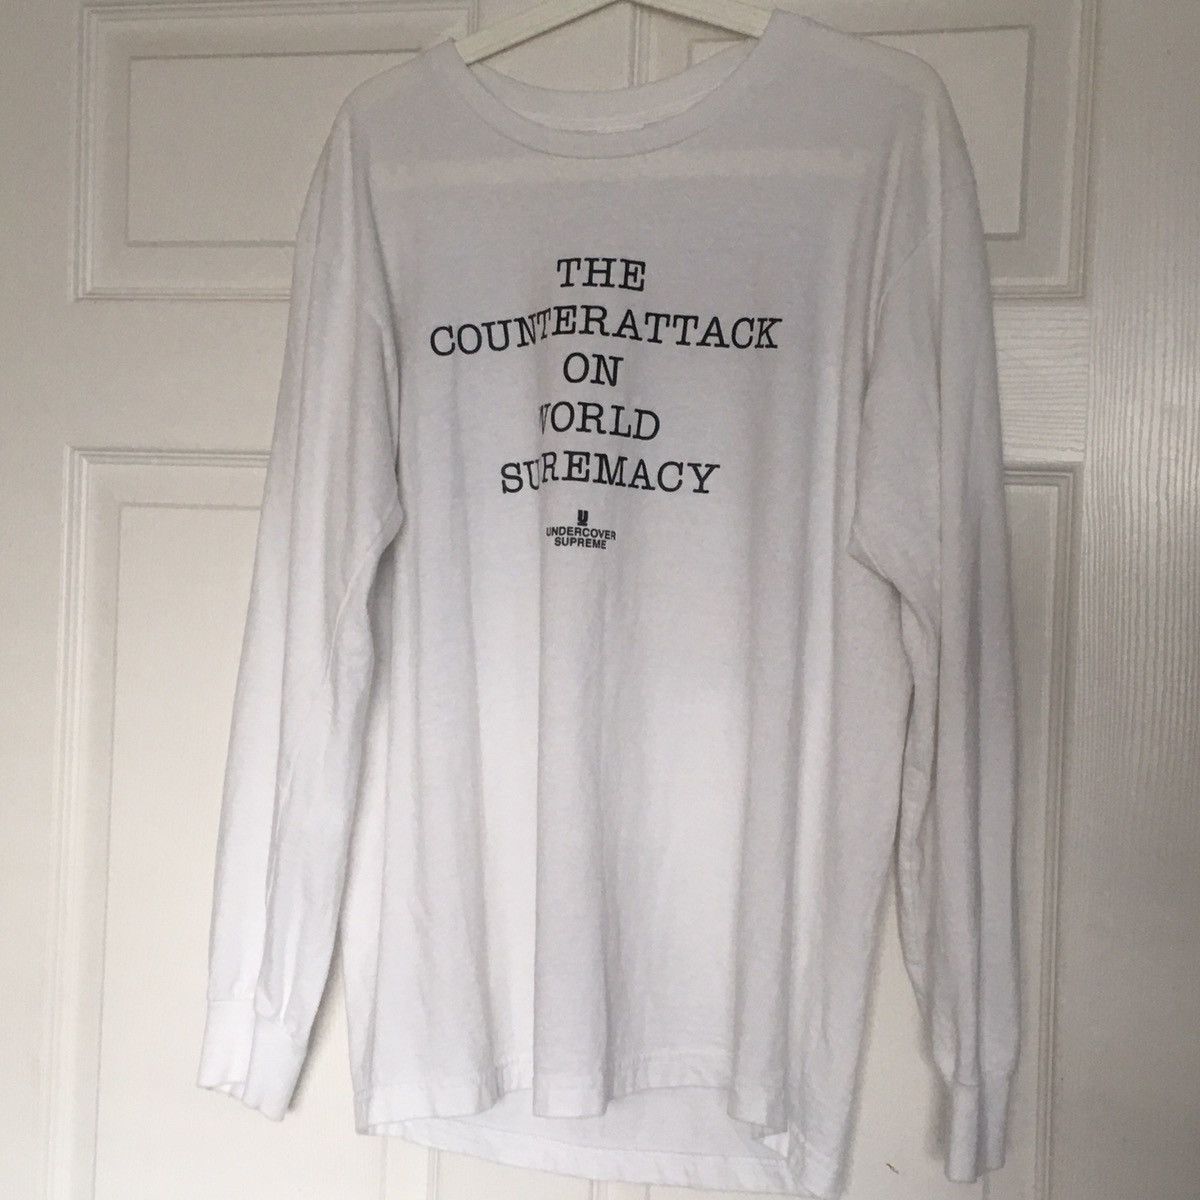 THE
COUNTERATTACK
ON
WORLD
SUPREMACY
U
UNDERCOVER
SUPREME